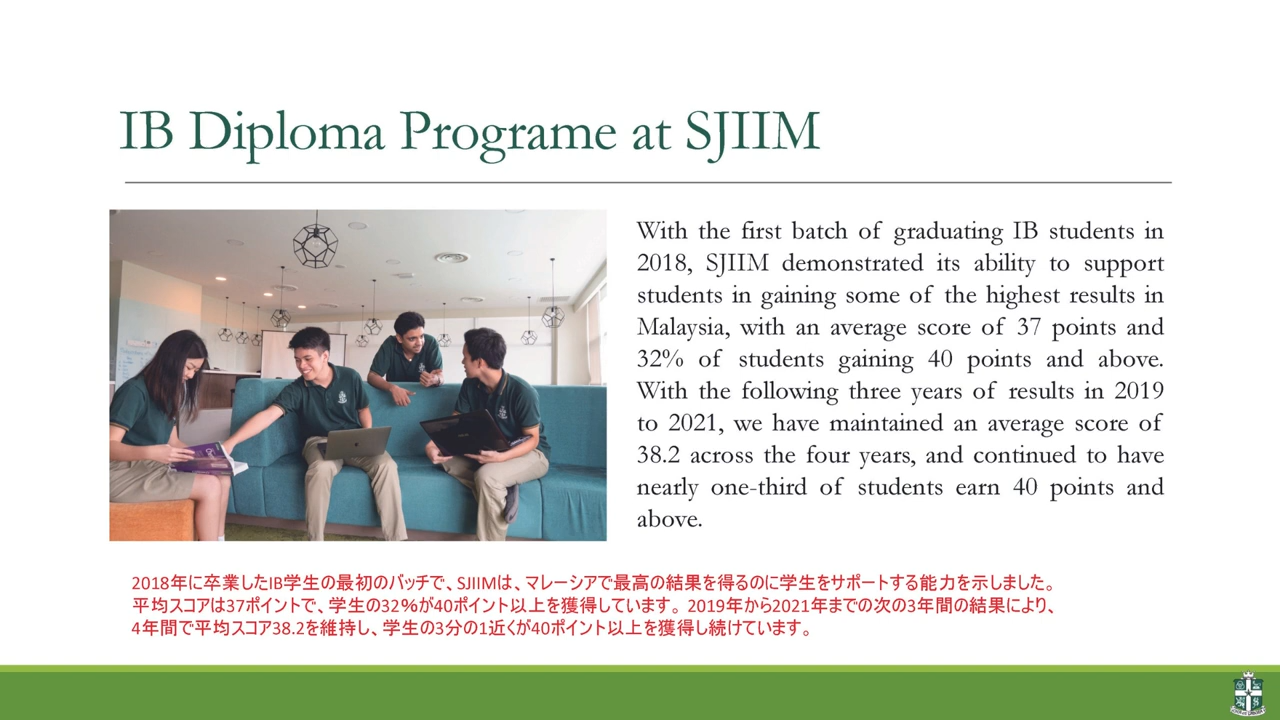 IB Diploma Programe at SJIIM
With the first batch of graduating IB students in
2018, SJIIM demonstrated its ability to support
students in gaining some of the highest results in
Malaysia, with an average score of 37 points and
32% of students gaining 40 points and above.
With the following three years of results in 2019
to 2021, we have maintained an average score of
38.2 across the four years, and continued to have
nearly one-third of students earn 40 points and
above.
2018年に卒業したIB学生の最初のバッチで、SJIIMは、マレーシアで最高の結果を得るのに学生をサポートする能力を示しました。
平均スコアは37ポイントで、学生の32%が40ポイント以上を獲得しています。2019年から2021年までの次の3年間の結果により、
4年間で平均スコア38.2を維持し、学生の3分の1近くが40ポイント以上を獲得し続けています。